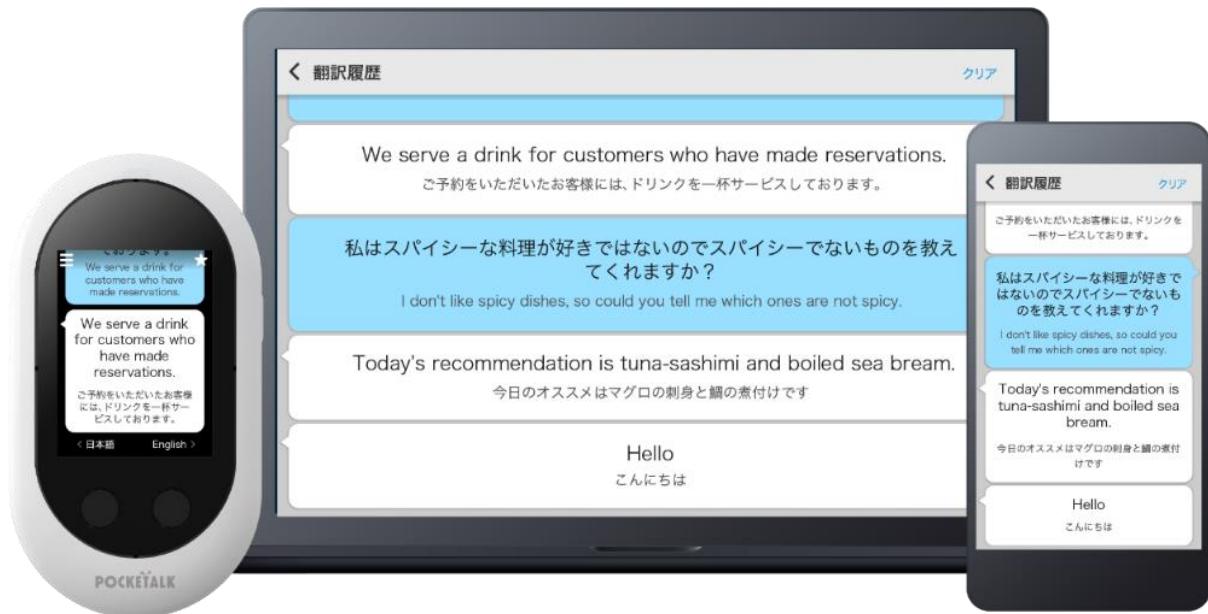 てのりより。
We serve a drink for
customers who have
made reservations.
We serve a drink
for customers who
have made
reservations.
ご予約をいただいたお客様
には、ドリンクを一杯サー
ビスしております。
< 日本語 English >
POCKETALK
翻訳履歴 クリア
We serve a drink for customers who have made reservations.
ご予約をいただいたお客様には、ドリンクを一杯サービスしております。
私はスパイシーな料理が好きではないのでスパイシーでないものを教え
てくれますか？
I don't like spicy dishes, so could you tell me which ones are not spicy.
Today's recommendation is tuna-sashimi and boiled sea bream.
今日のオススメはマグロの刺身と鯛の煮付けです
Hello
こんにちは
翻訳履歴 クリア
ご予約をいただいたお客様には、ドリンクを
一杯サービスしております。
私はスパイシーな料理が好きで
はないのでスパイシーでないも
のを教えてくれますか？
I don't like spicy dishes, so could you
tell me which ones are not spicy.
Today's recommendation is
tuna-sashimi and boiled sea
bream.
今日のオススメはマグロの刺身と鯛の煮付
けです
Hello
こんにちは